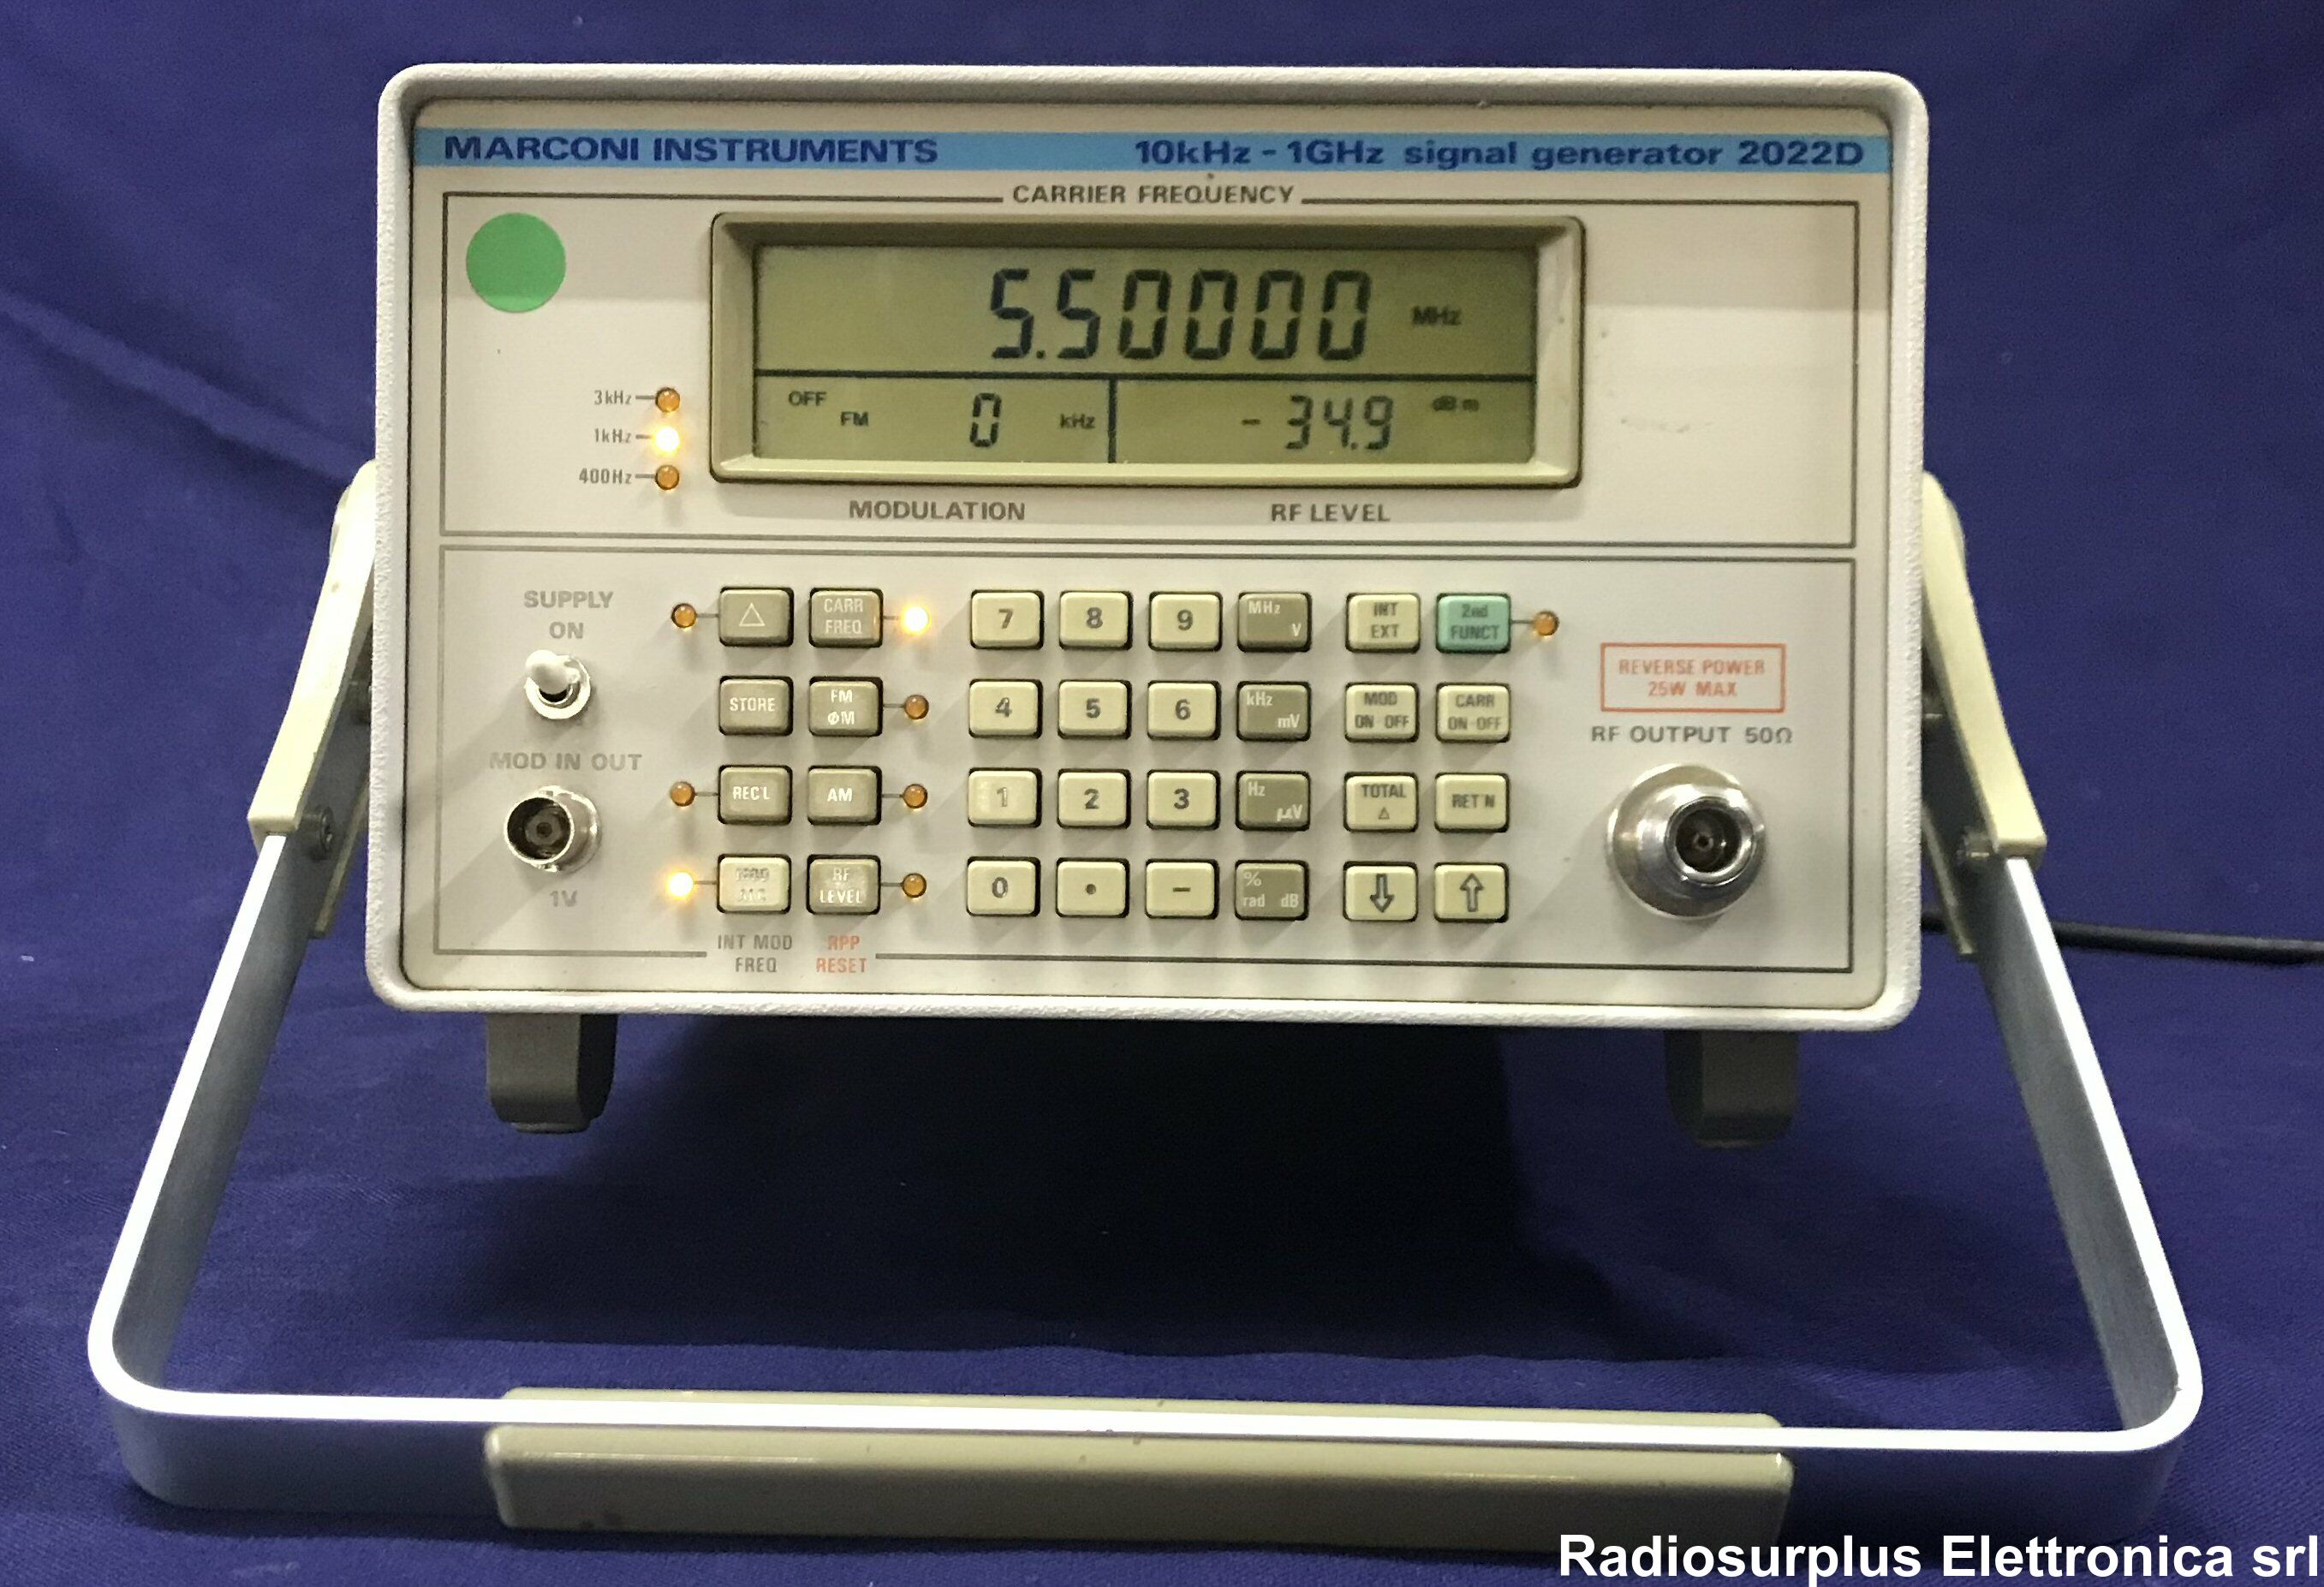 MARCONI INSTRUMENTS 10kHz - 1GHz signal generator 2022D
CARRIER FREQUENCY
5.50000 MHz
3kHz
1kHz
400Hz
OFF
FM 0 kHz
- 34.9 dBm
MODULATION
RF LEVEL
SUPPLY
ON
MOD IN OUT
1V
△
CARR
FREQ
STORE
FM
ΦM
REC'L
AM
RF
LEVEL
INT MOD
FREQ
RPP
RESET
7 8 9
MHz
V
4 5 6
kHz
mV
1 2 3
Hz
µV
0 • −
%
rad dB
INT
EXT
2nd
FUNCT
MOD
ON OFF
CARR
ON OFF
TOTAL
△
RET'N
⇩ ⇧
REVERSE POWER
25W MAX
RF OUTPUT 50Ω
Radiosurplus Elettronica srl